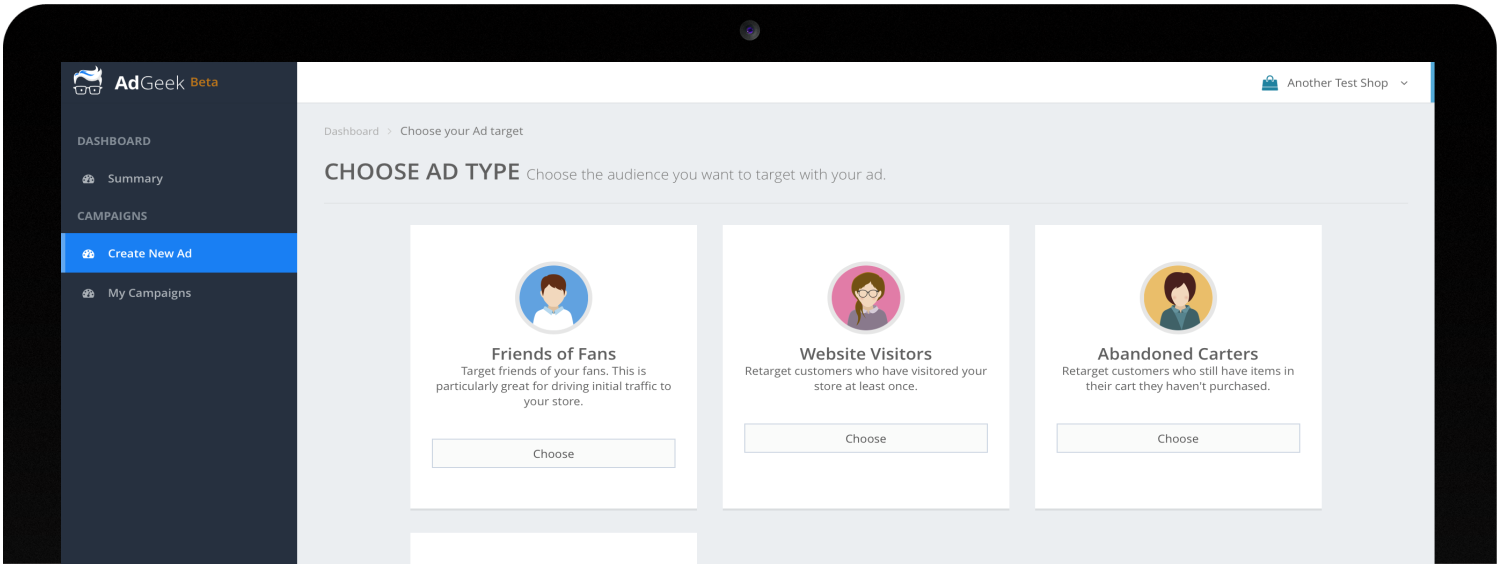 AdGeek Beta
Another Test Shop
DASHBOARD
Summary
CAMPAIGNS
Create New Ad
My Campaigns
Dashboard > Choose your Ad target
CHOOSE AD TYPE Choose the audience you want to target with your ad.
Friends of Fans
Target friends of your fans. This is
particularly great for driving initial traffic to
your store.
Choose
Website Visitors
Retarget customers who have visitored your
store at least once.
Choose
Abandoned Carters
Retarget customers who still have items in
their cart they haven't purchased.
Choose